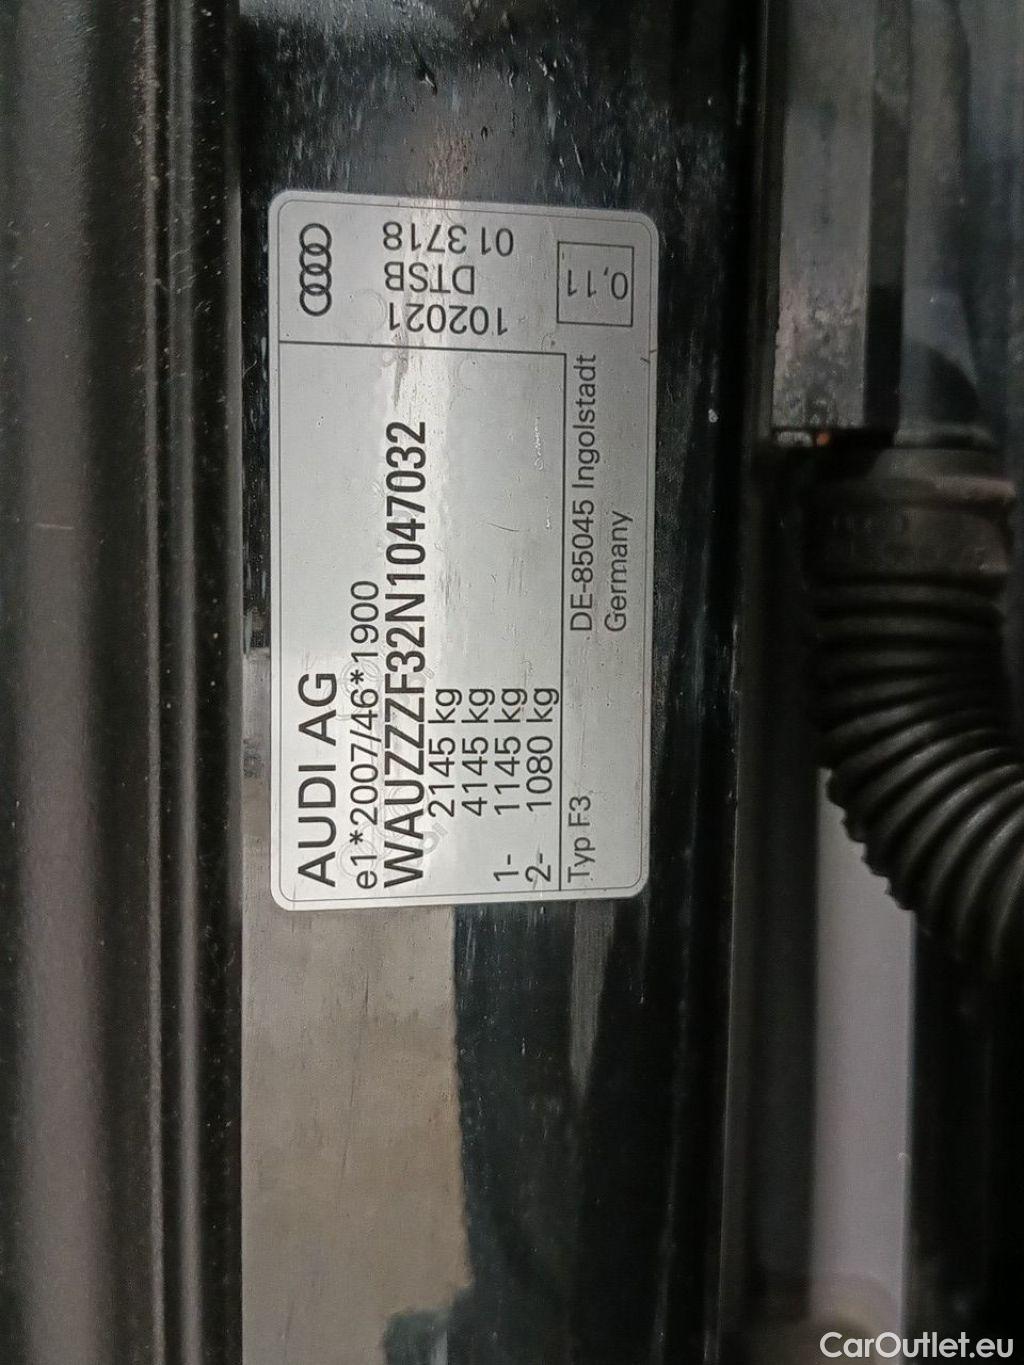 AUDI AG
e1*2007/46*1900
WAUZZZF32N1047032
2145 kg
4145 kg
1- 1145 kg
2- 1080 kg
Typ F3 DE-85045 Ingolstadt
Germany
102021
DTSB
01 3718
0,11
CarOutlet.eu